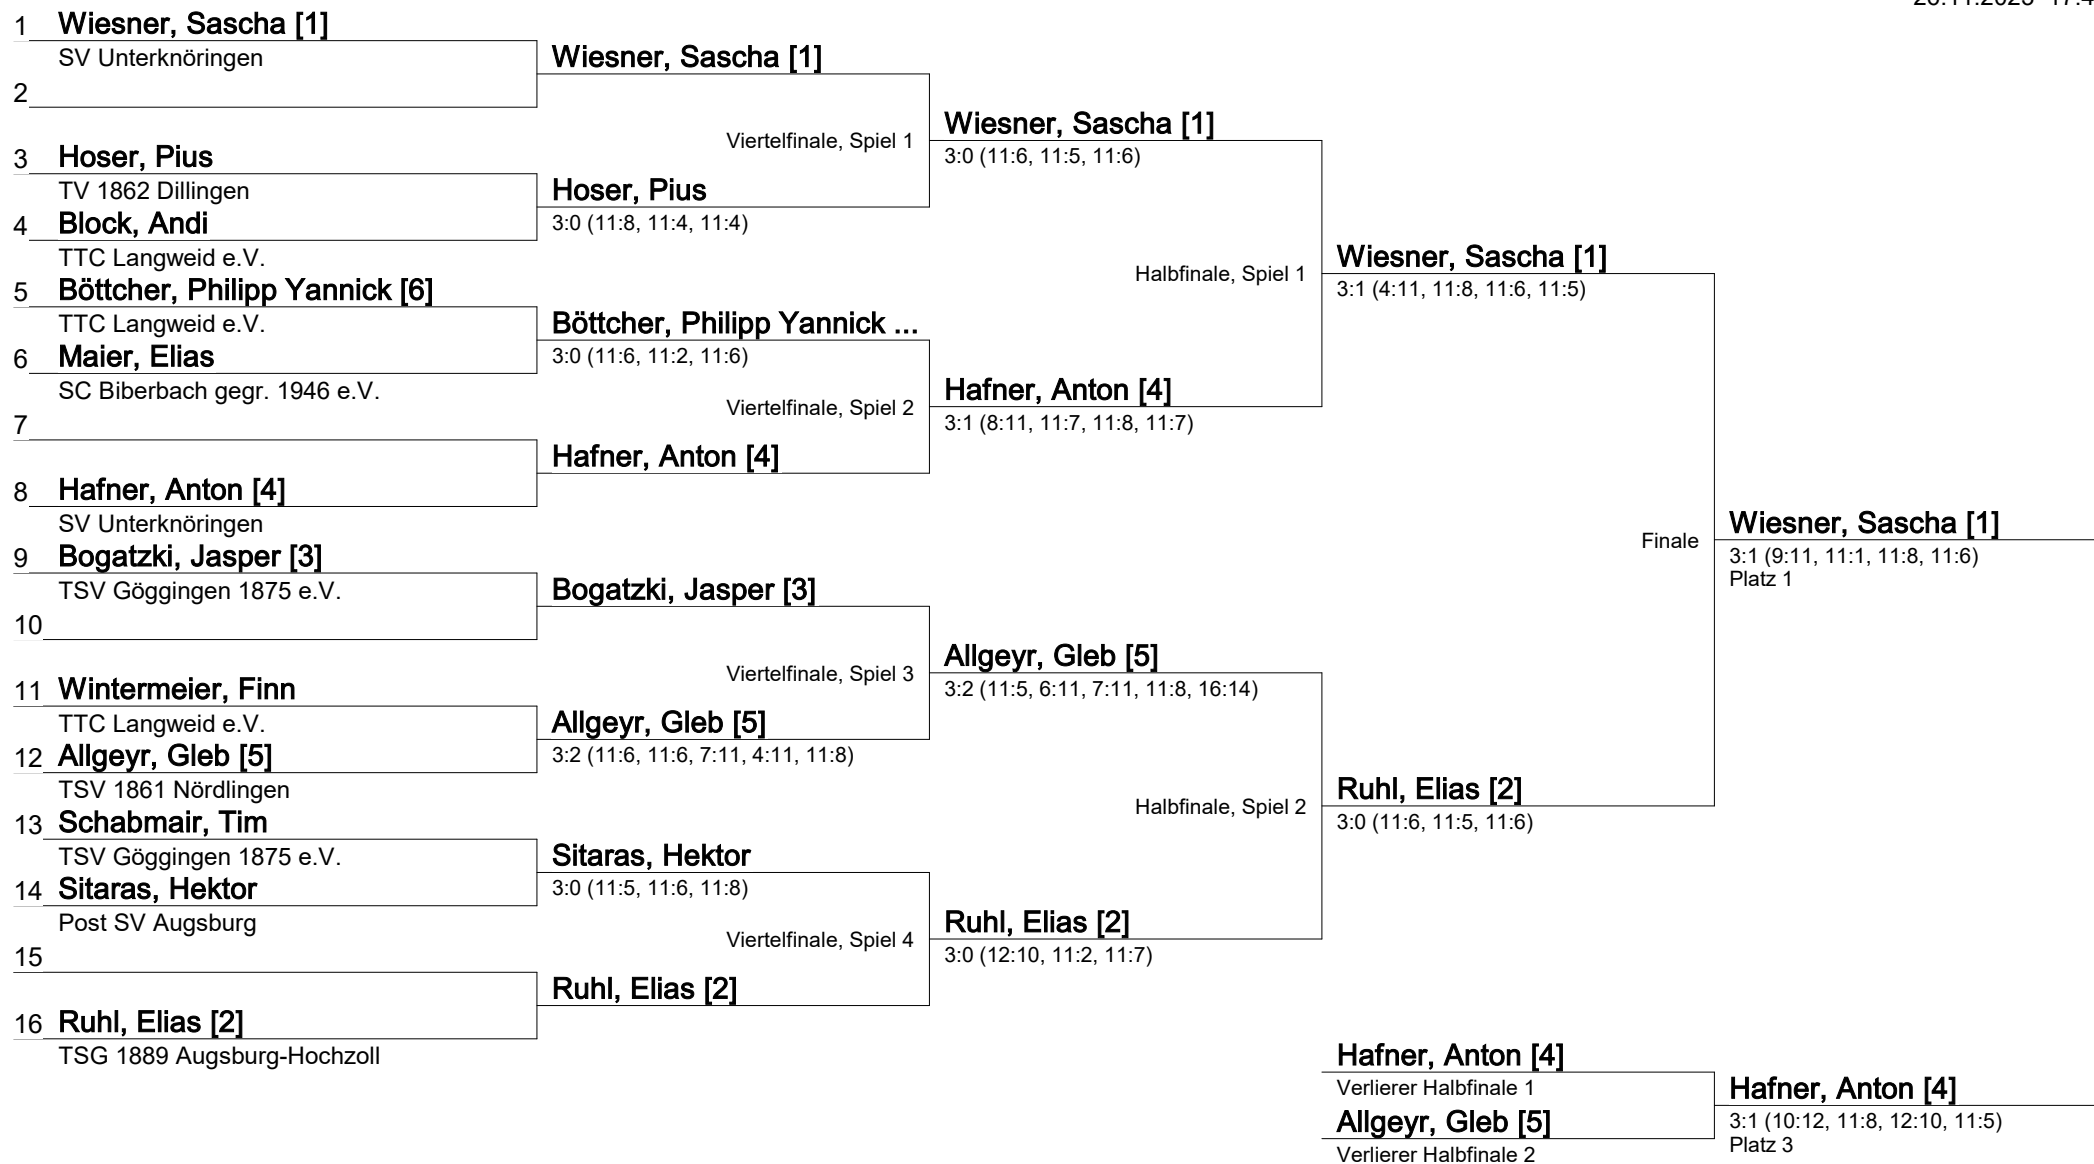 1 Wiesner, Sascha [1]
SV Unterknöringen
2
3 Hoser, Pius
TV 1862 Dillingen
4 Block, Andi
TTC Langweid e.V.
5 Böttcher, Philipp Yannick [6]
TTC Langweid e.V.
6 Maier, Elias
SC Biberbach gegr. 1946 e.V.
7
8 Hafner, Anton [4]
SV Unterknöringen
9 Bogatzki, Jasper [3]
TSV Göggingen 1875 e.V.
10
11 Wintermeier, Finn
TTC Langweid e.V.
12 Allgeyr, Gleb [5]
TSV 1861 Nördlingen
13 Schabmair, Tim
TSV Göggingen 1875 e.V.
14 Sitaras, Hektor
Post SV Augsburg
15
16 Ruhl, Elias [2]
TSG 1889 Augsburg-Hochzoll
Wiesner, Sascha [1]
Viertelfinale, Spiel 1
Hoser, Pius
3:0 (11:8, 11:4, 11:4)
Böttcher, Philipp Yannick ...
3:0 (11:6, 11:2, 11:6)
Viertelfinale, Spiel 2
Hafner, Anton [4]
Bogatzki, Jasper [3]
Viertelfinale, Spiel 3
Allgeyr, Gleb [5]
3:2 (11:6, 11:6, 7:11, 4:11, 11:8)
Sitaras, Hektor
3:0 (11:5, 11:6, 11:8)
Viertelfinale, Spiel 4
Ruhl, Elias [2]
Wiesner, Sascha [1]
3:0 (11:6, 11:5, 11:6)
Halbfinale, Spiel 1
Hafner, Anton [4]
3:1 (8:11, 11:7, 11:8, 11:7)
Allgeyr, Gleb [5]
3:2 (11:5, 6:11, 7:11, 11:8, 16:14)
Halbfinale, Spiel 2
Ruhl, Elias [2]
3:0 (12:10, 11:2, 11:7)
Wiesner, Sascha [1]
3:1 (4:11, 11:8, 11:6, 11:5)
Finale
Ruhl, Elias [2]
3:0 (11:6, 11:5, 11:6)
Wiesner, Sascha [1]
3:1 (9:11, 11:1, 11:8, 11:6)
Platz 1
Hafner, Anton [4]
Verlierer Halbfinale 1
Allgeyr, Gleb [5]
Verlierer Halbfinale 2
Hafner, Anton [4]
3:1 (10:12, 11:8, 12:10, 11:5)
Platz 3